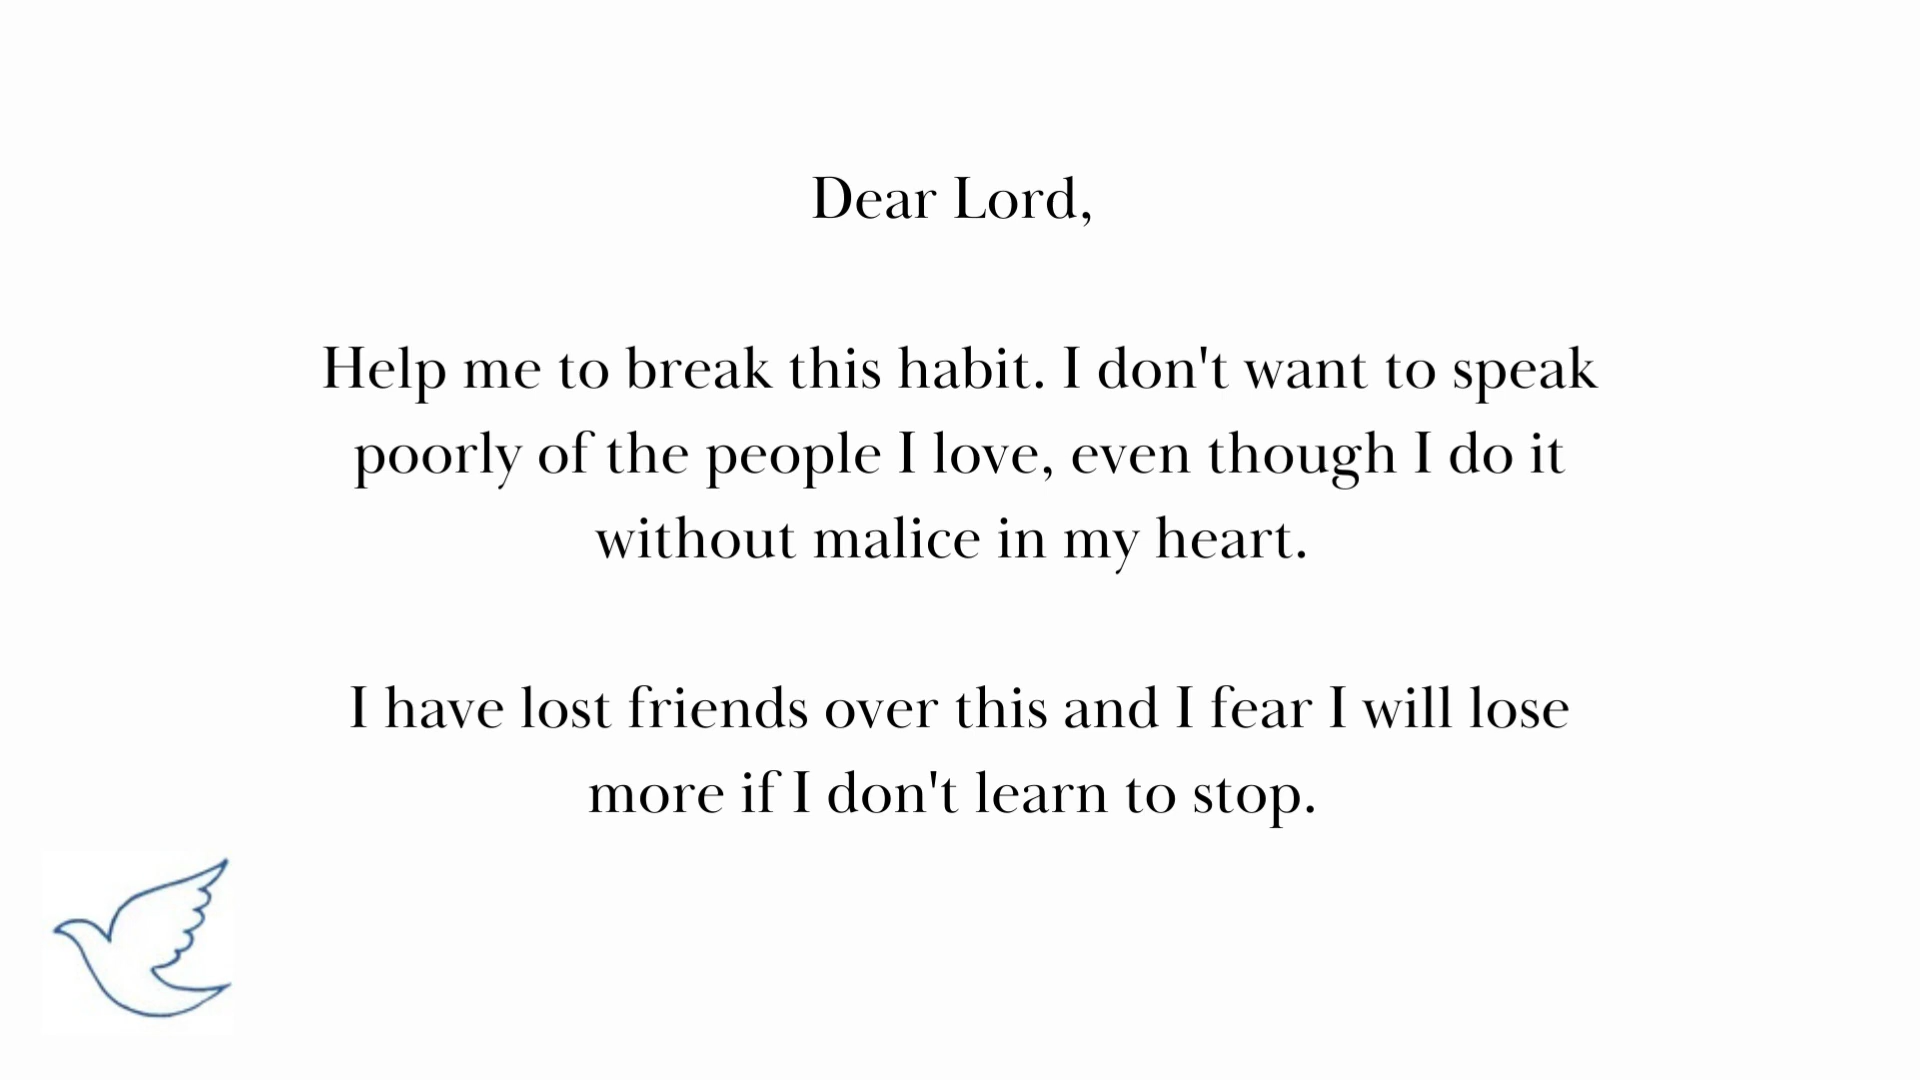 Dear Lord,
Help me to break this habit. I don't want to speak
poorly of the people I love, even though I do it
without malice in my heart.
I have lost friends over this and I fear I will lose
more if I don't learn to stop.